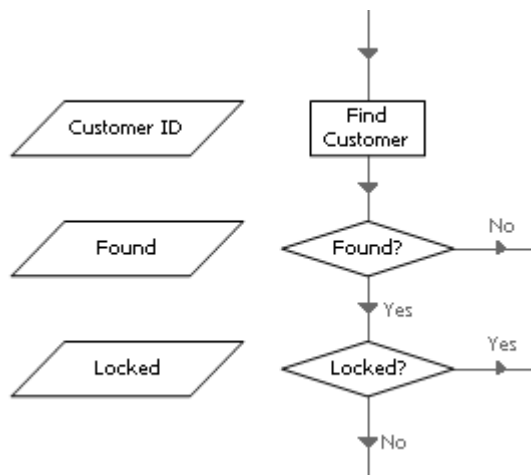 Customer ID
Find
Customer
Found
Found?
No
Yes
Locked
Locked?
Yes
No